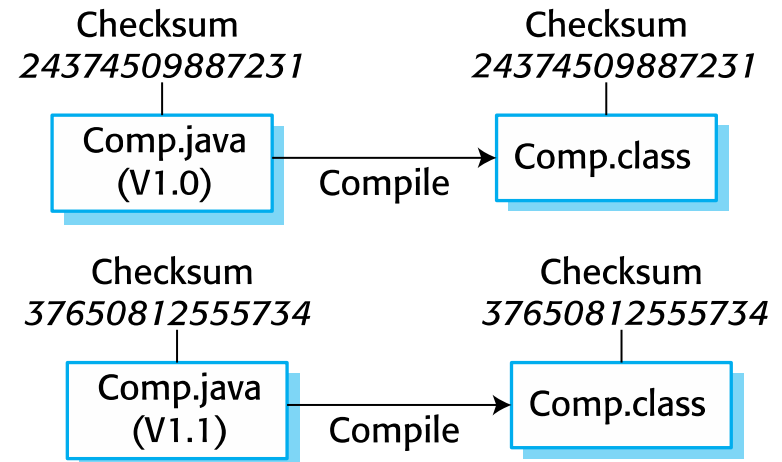 Checksum
24374509887231
Checksum
24374509887231
Comp.java
(V1.0)
Compile
Comp.class
Checksum
37650812555734
Checksum
37650812555734
Comp.java
(V1.1)
Compile
Comp.class